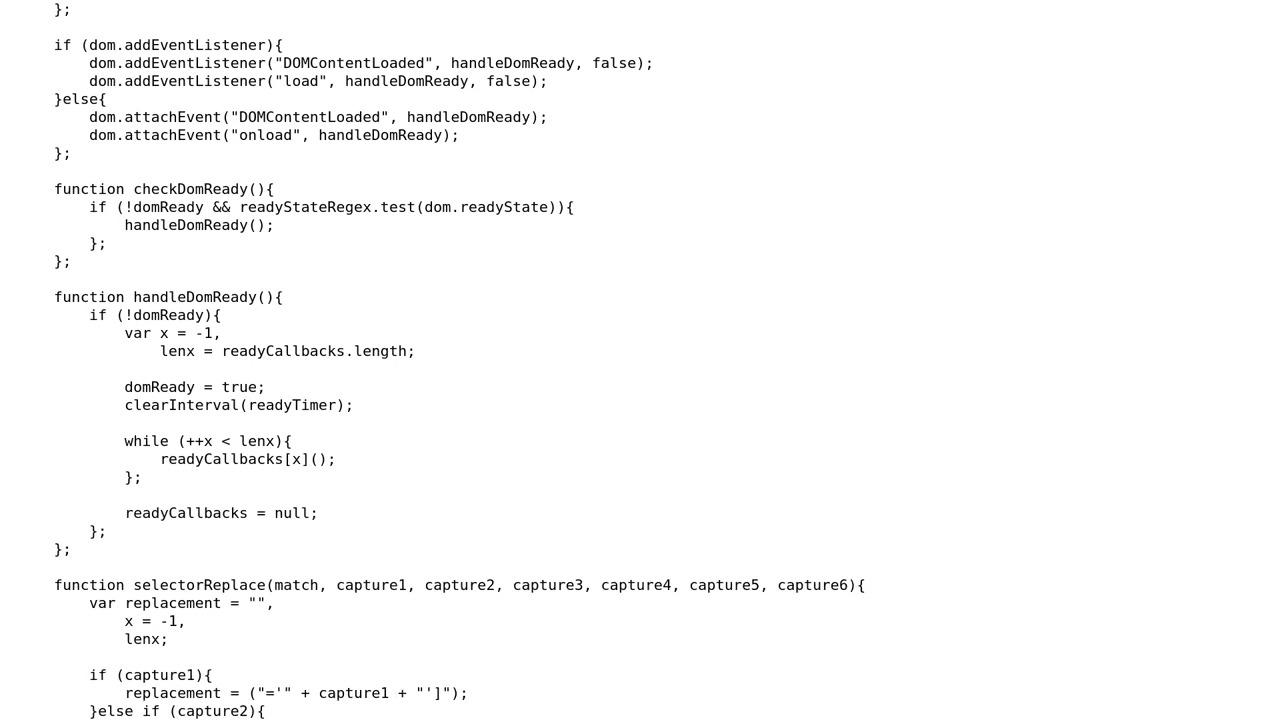 };
if (dom.addEventListener){
dom.addEventListener("DOMContentLoaded", handleDomReady, false);
dom.addEventListener("load", handleDomReady, false);
}else{
dom.attachEvent("DOMContentLoaded", handleDomReady);
dom.attachEvent("onload", handleDomReady);
};
function checkDomReady(){
if (!domReady && readyStateRegex.test(dom.readyState)){
handleDomReady();
};
};
function handleDomReady(){
if (!domReady){
var x = -1,
lenx = readyCallbacks.length;
domReady = true;
clearInterval(readyTimer);
while (++x < lenx){
readyCallbacks[x]();
};
readyCallbacks = null;
};
};
function selectorReplace(match, capture1, capture2, capture3, capture4, capture5, capture6){
var replacement = "",
x = -1,
lenx;
if (capture1){
replacement = ("='" + capture1 + "']");
}else if (capture2){